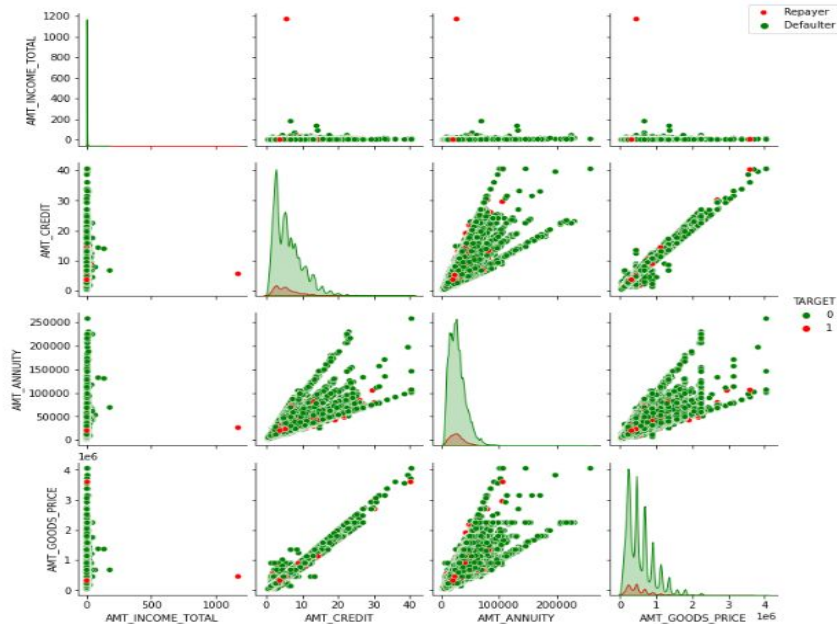 Repayer
Defaulter
AMT_INCOME_TOTAL
1200
1000
800
600
400
200
0
AMT_CREDIT
40
30
20
10
0
TARGET
0
1
AMT_ANNUITY
250000
200000
150000
100000
50000
0
1e6
AMT_GOODS_PRICE
4
3
2
1
0
0 500 1000
AMT_INCOME_TOTAL
0 10 20 30 40
AMT_CREDIT
0 100000 200000
AMT_ANNUITY
0 1 2 3 4
1e6
AMT_GOODS_PRICE